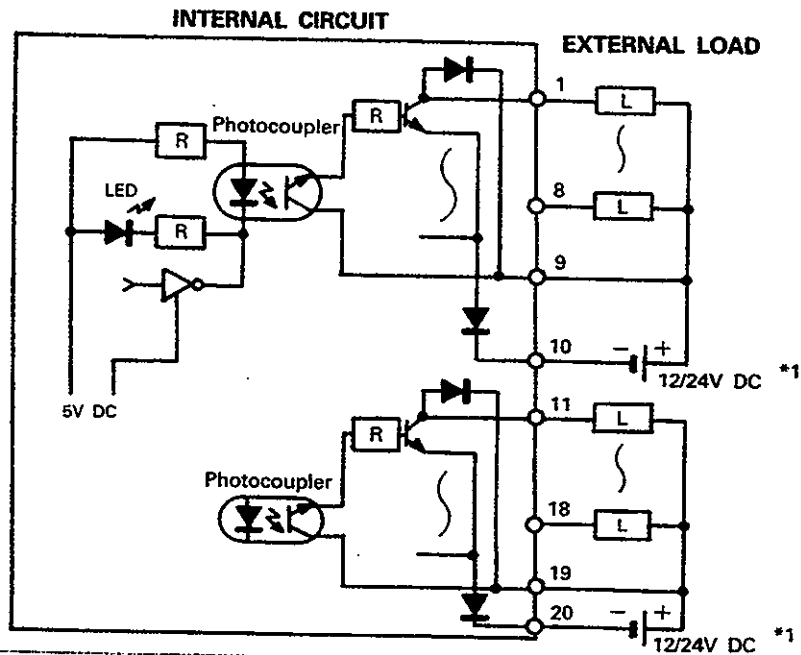 INTERNAL CIRCUIT
EXTERNAL LOAD
R
Photocoupler
R
LED
R
5V DC
1
L
8
L
9
10
- +
12/24V DC *1
R
Photocoupler
11
L
18
L
19
20
- +
12/24V DC *1